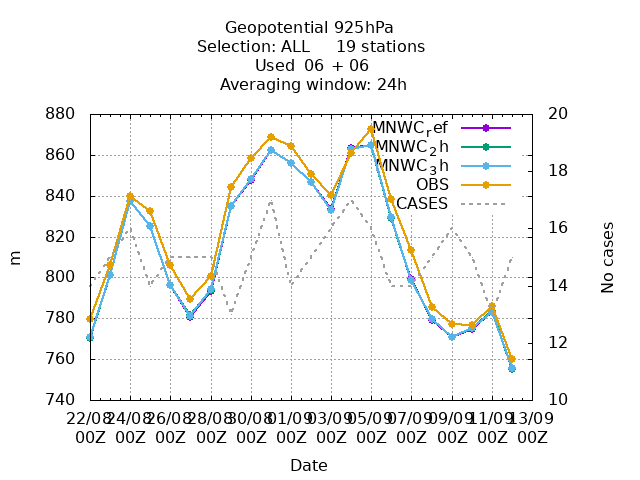 Geopotential 925hPa
Selection: ALL 19 stations
Used 06 + 06
Averaging window: 24h
880
860
840
820
800
780
760
740
m
20
18
16
14
12
10
No cases
MNWCref
MNWC2h
MNWC3h
OBS
CASES
22/08 24/08 26/08 28/08 30/08 01/09 03/09 05/09 07/09 09/09 11/09 13/09
00Z 00Z 00Z 00Z 00Z 00Z 00Z 00Z 00Z 00Z 00Z 00Z
Date